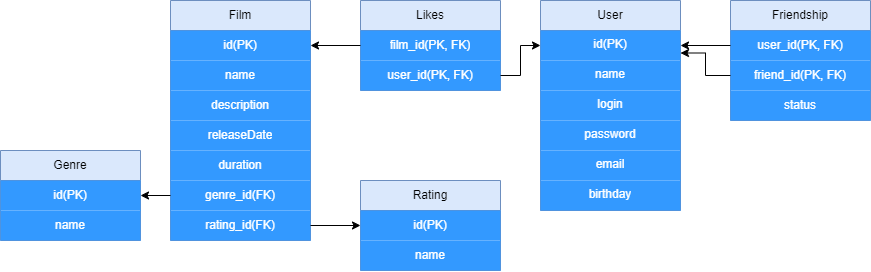 Film
id(PK)
name
description
releaseDate
duration
genre_id(FK)
rating_id(FK)
Likes
film_id(PK, FK)
user_id(PK, FK)
User
id(PK)
name
login
password
email
birthday
Friendship
user_id(PK, FK)
friend_id(PK, FK)
status
Genre
id(PK)
name
Rating
id(PK)
name